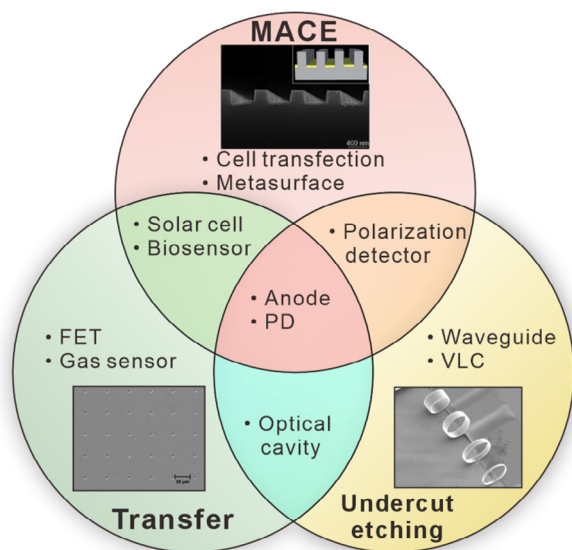 MACE
400 nm
• Cell transfection
• Metasurface
• Solar cell
• Biosensor
• Polarization
detector
• Anode
• PD
• FET
• Gas sensor
• Waveguide
• VLC
• Optical
cavity
Transfer
Undercut
etching